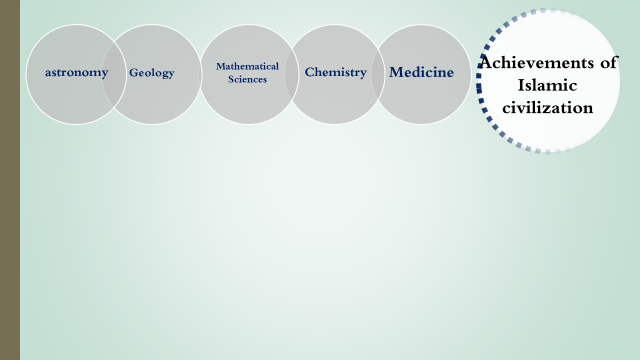 astronomy
Geology
Mathematical
Sciences
Chemistry
Medicine
Achievements of
Islamic
civilization